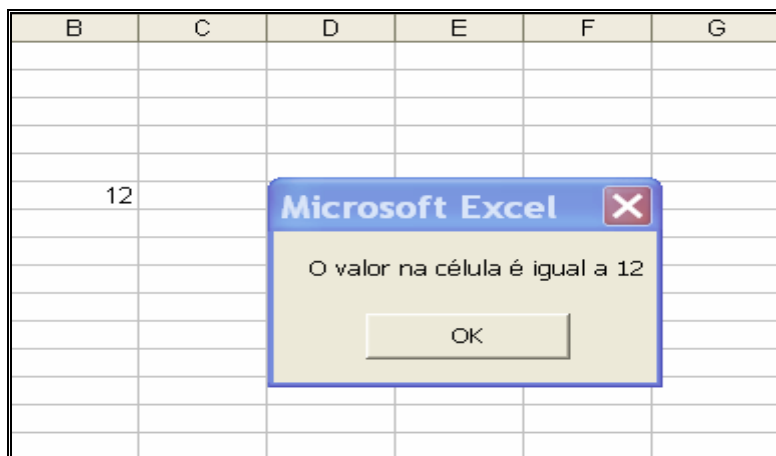 B C D E F G
12
Microsoft Excel
O valor na célula é igual a 12
OK